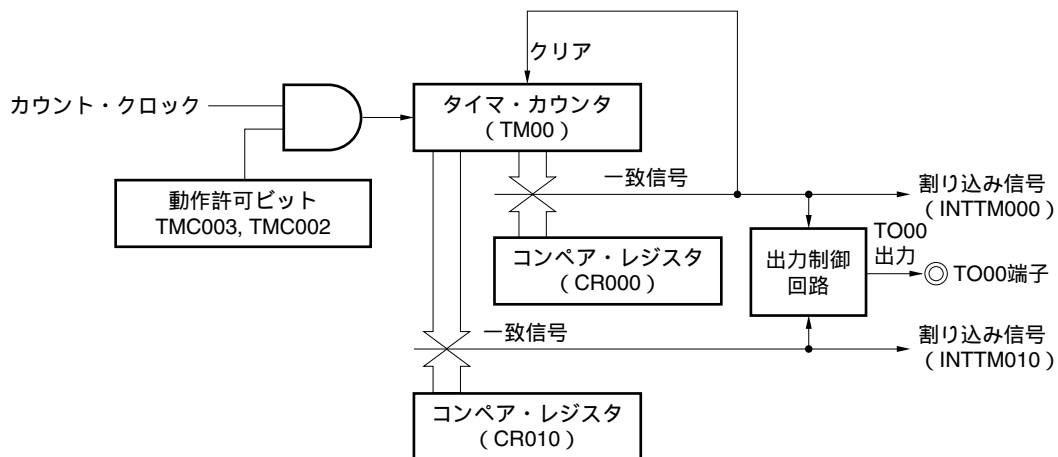 クリア
カウント・クロック
タイマ・カウンタ
（TM00）
動作許可ビット
TMC003, TMC002
一致信号
割り込み信号
（INTTM000）
コンペア・レジスタ
（CR000）
出力制御
回路
TO00
出力
TO00端子
一致信号
割り込み信号
（INTTM010）
コンペア・レジスタ
（CR010）